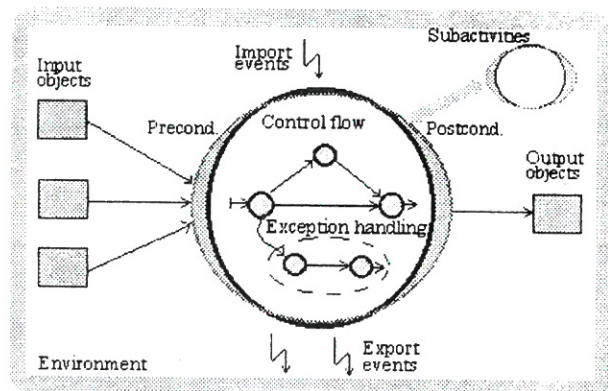 Subactivities
Import
events
Input
objects
Precond.
Control flow
Postcond.
Output
objects
Exception handling
Environment
Export
events